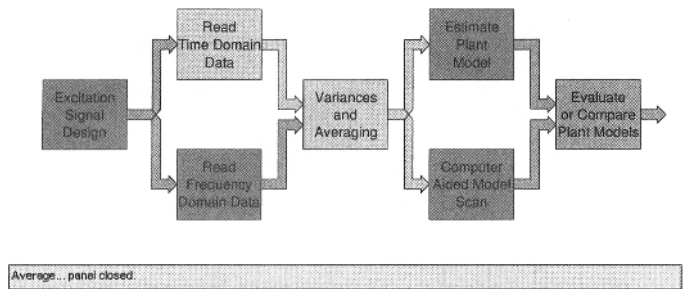 Excitation
Signal
Design
Read
Time Domain
Data
Read
Frequency
Domain Data
Variances
and
Averaging
Estimate
Plant
Model
Computer
Aided Model
Scan
Evaluate
or Compare
Plant Models
Average... panel closed.